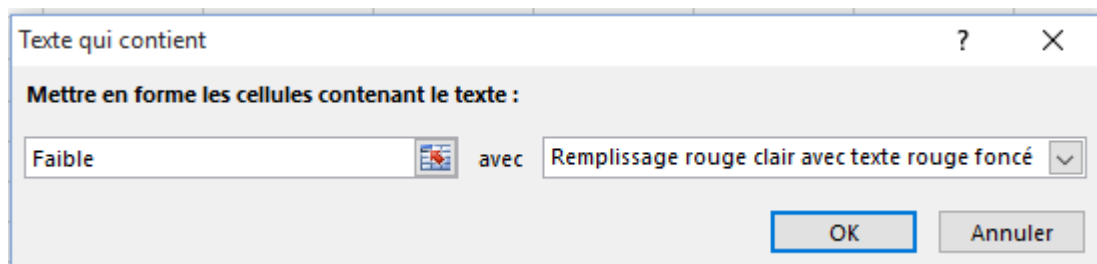 Texte qui contient ?
Mettre en forme les cellules contenant le texte :
Faible avec Remplissage rouge clair avec texte rouge foncé
OK Annuler